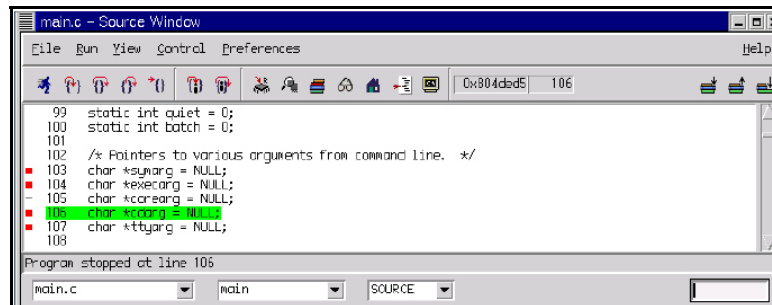 main.c – Source Window
File Run View Control Preferences Help
0x804ded5 106
99 static int quiet = 0;
100 static int batch = 0;
101
102 /* Pointers to various arguments from command line. */
103 char *symarg = NULL;
104 char *execarg = NULL;
105 char *corearg = NULL;
106 char *cdarg = NULL;
107 char *ttyarg = NULL;
108
Program stopped at line 106
main.c main SOURCE